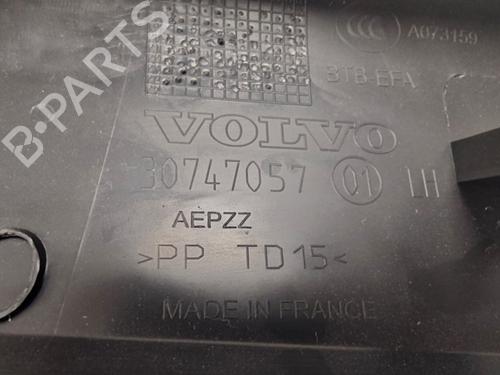 A073159
BTB-EFA
VOLVO
30747057 01 LH
AEPZZ
>PP TD15<
MADE IN FRANCE
B-PARTS